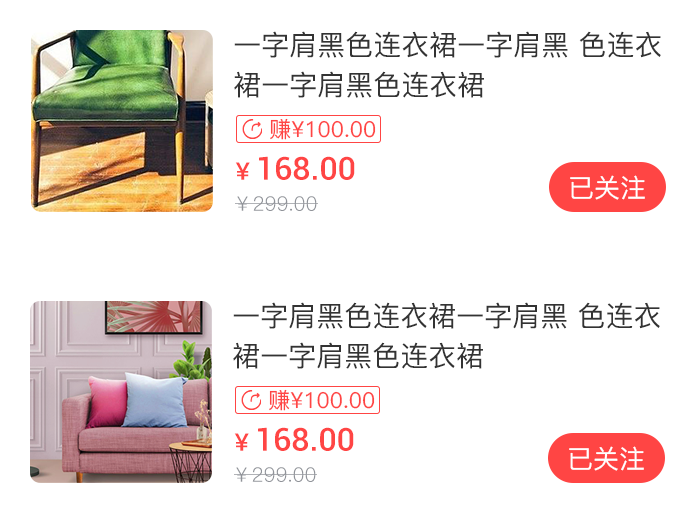 一字肩黑色连衣裙一字肩黑 色连衣
裙一字肩黑色连衣裙
赚¥100.00
¥ 168.00
¥ 299.00
已关注
一字肩黑色连衣裙一字肩黑 色连衣
裙一字肩黑色连衣裙
赚¥100.00
¥ 168.00
¥ 299.00
已关注